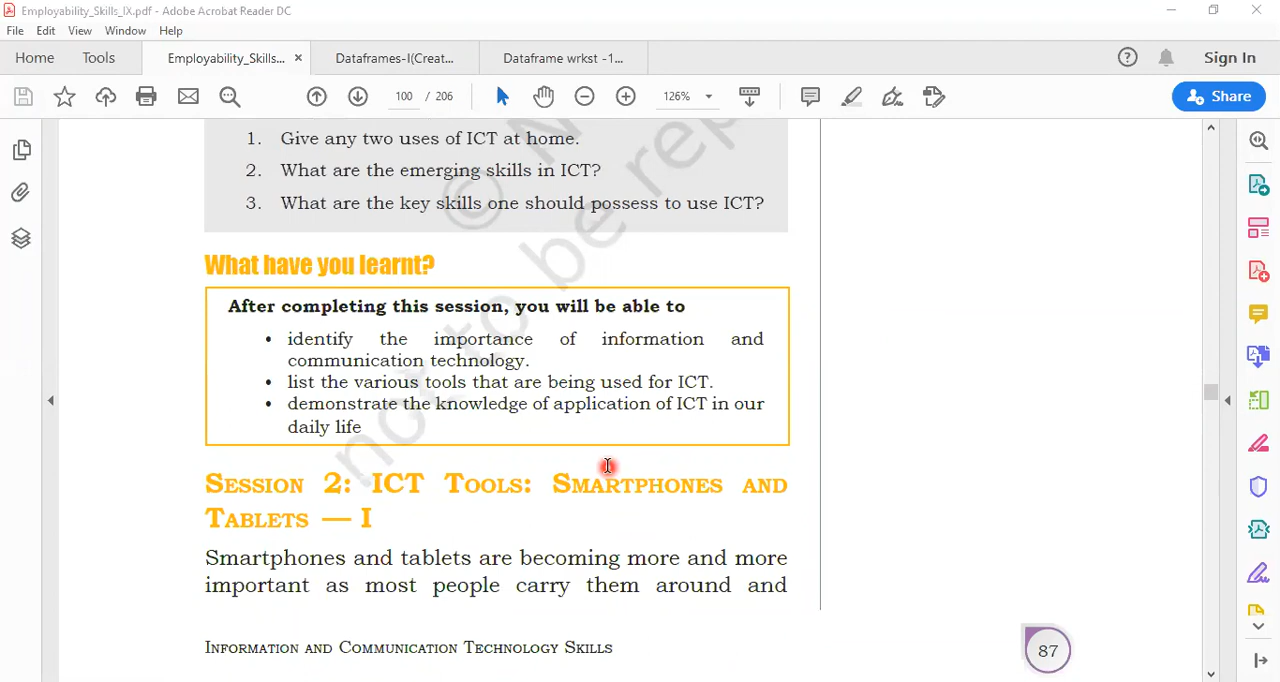 Employability_Skills_IX.pdf - Adobe Acrobat Reader DC
File Edit View Window Help
Home Tools Employability_Skills... × Dataframes-I(Creat... Dataframe wrkst -1... Sign In
100 / 206 126% Share
1. Give any two uses of ICT at home.
2. What are the emerging skills in ICT?
3. What are the key skills one should possess to use ICT?
What have you learnt?
After completing this session, you will be able to
• identify the importance of information and
communication technology.
• list the various tools that are being used for ICT.
• demonstrate the knowledge of application of ICT in our
daily life
SESSION 2: ICT TOOLS: SMARTPHONES AND
TABLETS — I
Smartphones and tablets are becoming more and more
important as most people carry them around and
INFORMATION AND COMMUNICATION TECHNOLOGY SKILLS
87
© N
not to be rep